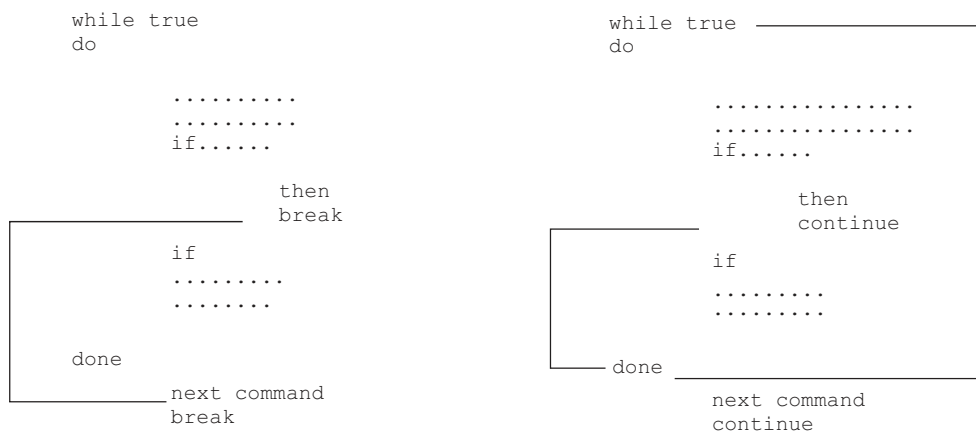 while true
do
..........
..........
if......
then
break
if
.........
........
done
next command
break
while true
do
................
................
if......
then
continue
if
.........
.........
done
next command
continue